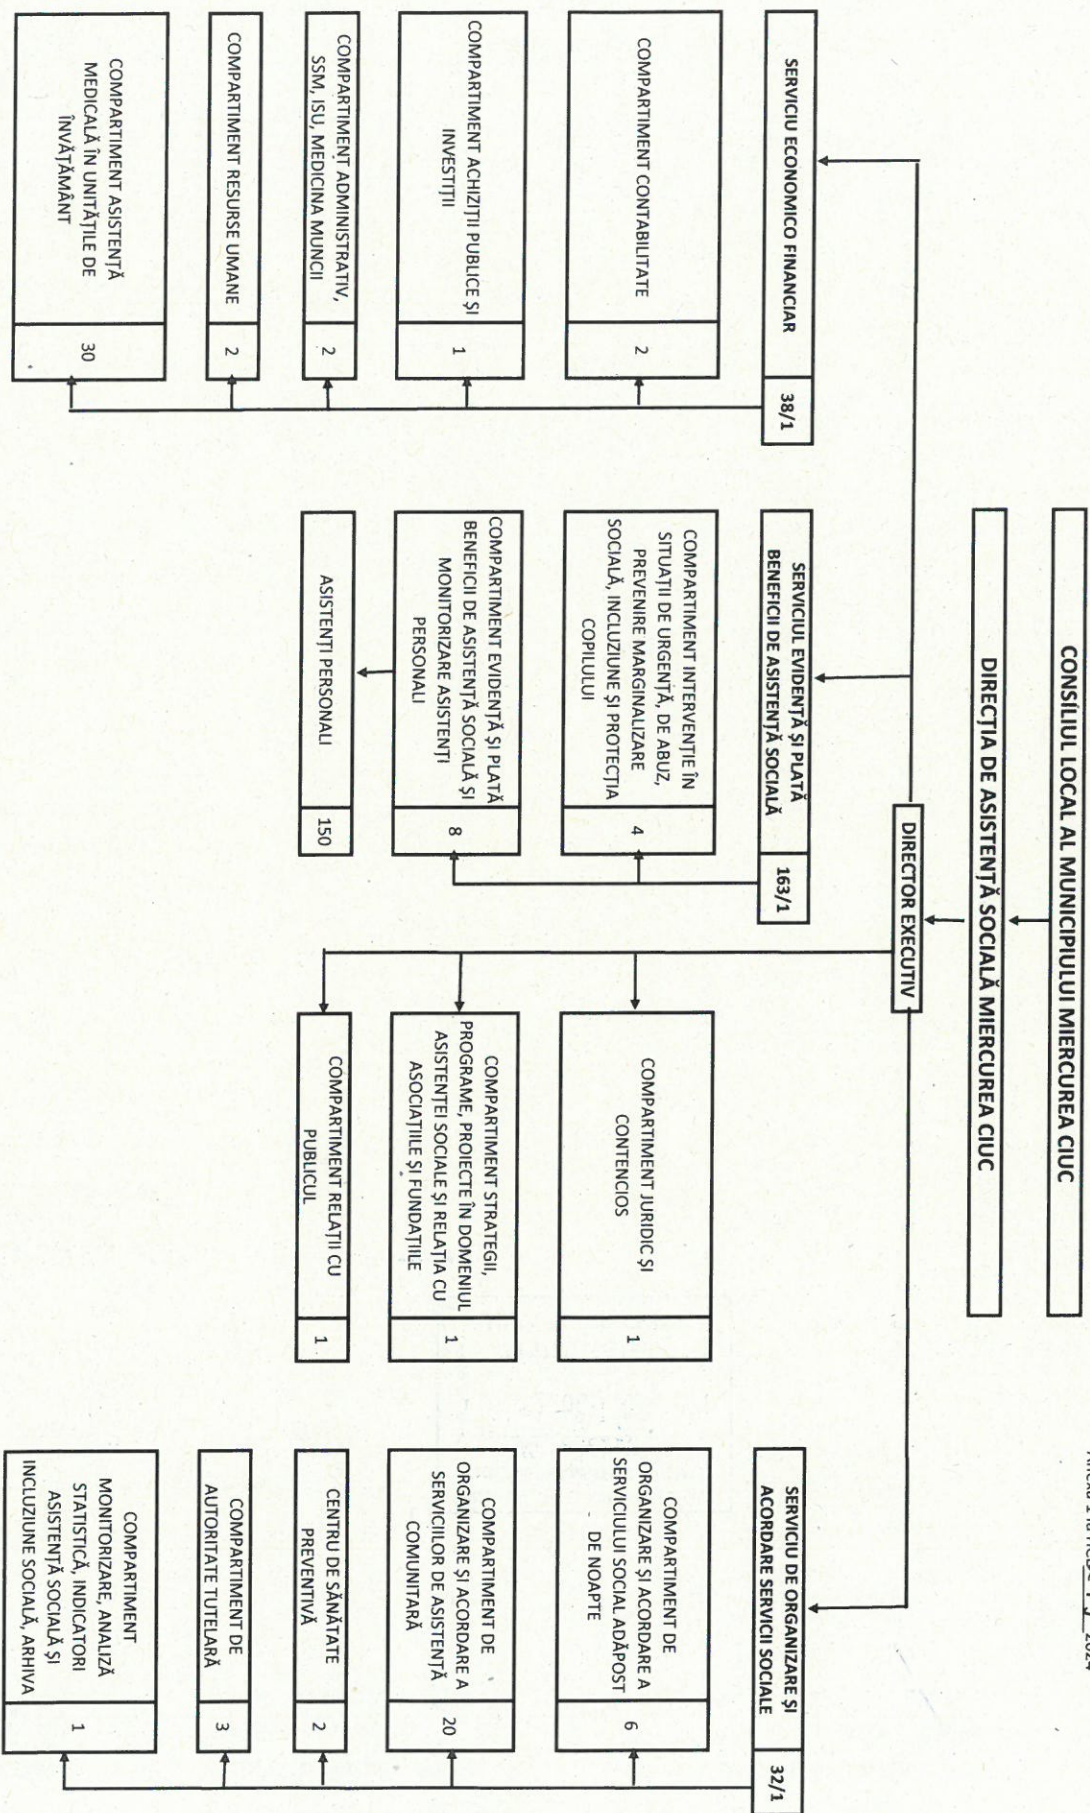 CONSILIUL LOCAL AL MUNICIPIULUI MIERCUREA CIUC
DIRECȚIA DE ASISTENȚĂ SOCIALĂ MIERCUREA CIUC
DIRECTOR EXECUTIV
SERVICIU ECONOMICO FINANCIAR
38/1
COMPARTIMENT CONTABILITATE
2
COMPARTIMENT ACHIZIȚII PUBLICE ȘI
INVESTIȚII
1
COMPARTIMENT ADMINISTRATIV,
SSM, ISU, MEDICINA MUNCII
2
COMPARTIMENT RESURSE UMANE
2
COMPARTIMENT ASISTENȚĂ
MEDICALĂ ÎN UNITĂȚILE DE
ÎNVĂȚĂMÂNT
30
SERVICIUL EVIDENȚĂ ȘI PLATĂ
BENEFICII DE ASISTENȚĂ SOCIALĂ
163/1
COMPARTIMENT INTERVENȚIE ÎN
SITUAȚII DE URGENȚĂ, DE ABUZ,
PREVENIRE MARGINALIZARE
SOCIALĂ, INCLUZIUNE ȘI PROTECȚIA
COPILULUI
4
COMPARTIMENT EVIDENȚĂ ȘI PLATĂ
BENEFICII DE ASISTENȚĂ SOCIALĂ ȘI
MONITORIZARE ASISTENȚI
PERSONALI
8
ASISTENȚI PERSONALI
150
COMPARTIMENT JURIDIC ȘI
CONTENCIOS
1
COMPARTIMENT STRATEGII,
PROGRAME, PROIECTE ÎN DOMENIUL
ASISTENȚEI SOCIALE ȘI RELAȚIA CU
ASOCIAȚIILE ȘI FUNDAȚIILE
1
COMPARTIMENT RELAȚII CU
PUBLICUL
1
SERVICIU DE ORGANIZARE ȘI
ACORDARE SERVICII SOCIALE
32/1
COMPARTIMENT DE
ORGANIZARE ȘI ACORDARE A
SERVICIULUI SOCIAL ADĂPOST
DE NOAPTE
6
COMPARTIMENT DE
ORGANIZARE ȘI ACORDARE A
SERVICIILOR DE ASISTENȚĂ
COMUNITARĂ
20
CENTRU DE SĂNĂTATE
PREVENTIVĂ
2
COMPARTIMENT DE
AUTORITATE TUTELARĂ
3
COMPARTIMENT
MONITORIZARE, ANALIZĂ
STATISTICĂ, INDICATORI
ASISTENȚĂ SOCIALĂ ȘI
INCLUZIUNE SOCIALĂ, ARHIVA
1